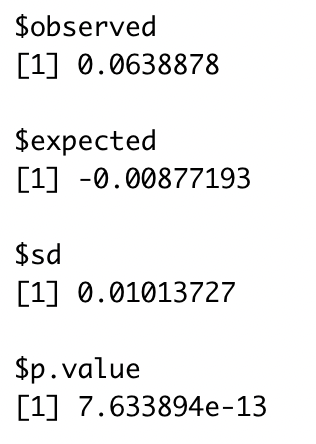 $observed
[1] 0.0638878
$expected
[1] -0.00877193
$sd
[1] 0.01013727
$p.value
[1] 7.633894e-13